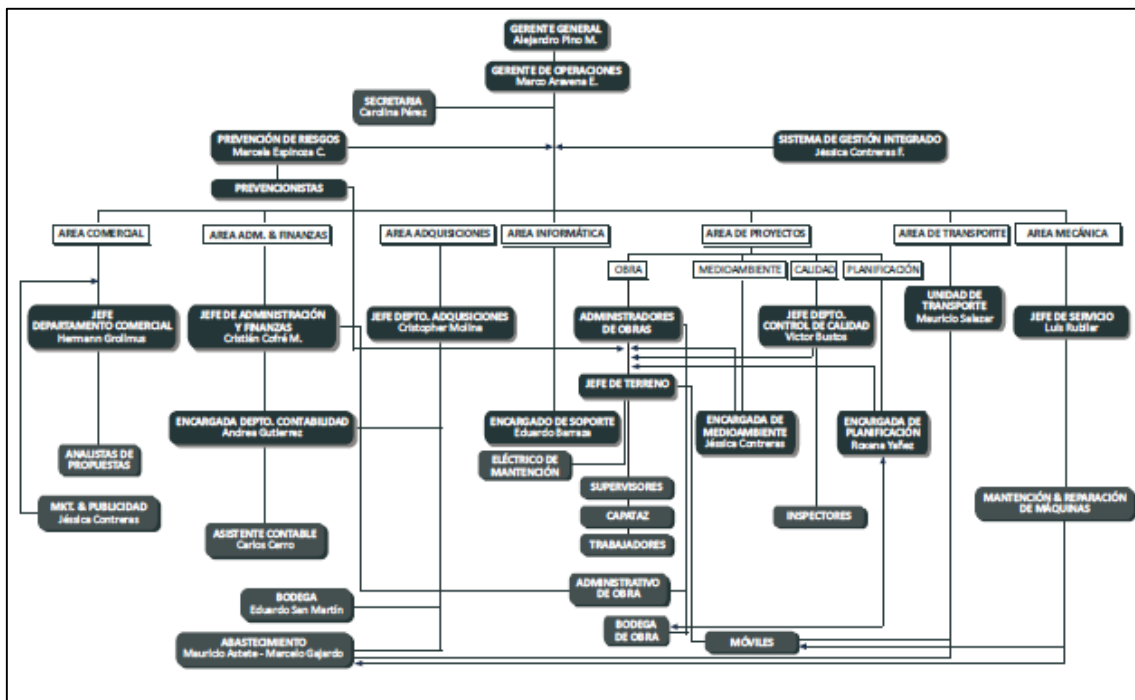 GERENTE GENERAL
Alejandro Pino M.
GERENTE DE OPERACIONES
Marco Aravena E.
SECRETARIA
Carolina Pérez
PREVENCIÓN DE RIESGOS
Marcela Espinoza C.
SISTEMA DE GESTIÓN INTEGRADO
Jéssica Contreras F.
PREVENCIONISTAS
AREA COMERCIAL
AREA ADM. & FINANZAS
AREA ADQUISICIONES
AREA INFORMÁTICA
AREA DE PROYECTOS
AREA DE TRANSPORTE
AREA MECÁNICA
OBRA
MEDIOAMBIENTE
CALIDAD
PLANIFICACIÓN
JEFE
DEPARTAMENTO COMERCIAL
Hermann Grollmus
JEFE DE ADMINISTRACIÓN
Y FINANZAS
Cristián Cofré M.
JEFE DEPTO. ADQUISICIONES
Cristopher Molina
ADMINISTRADORES
DE OBRAS
JEFE DEPTO.
CONTROL DE CALIDAD
Víctor Bustos
UNIDAD DE
TRANSPORTE
Mauricio Salazar
JEFE DE SERVICIO
Luis Rubilar
JEFE DE TERRENO
ENCARGADA DEPTO. CONTABILIDAD
Andrea Gutierrez
ENCARGADO DE SOPORTE
Eduardo Barraza
ENCARGADA DE
MEDIOAMBIENTE
Jéssica Contreras
ENCARGADA DE
PLANIFICACIÓN
Roxana Yañez
ANALISTAS DE
PROPUESTAS
ELÉCTRICO DE
MANTENCIÓN
SUPERVISORES
MKT. & PUBLICIDAD
Jéssica Contreras
CAPATAZ
INSPECTORES
MANTENCIÓN & REPARACIÓN
DE MÁQUINAS
ASISTENTE CONTABLE
Carlos Cerro
TRABAJADORES
ADMINISTRATIVO
DE OBRA
BODEGA
Eduardo San Martín
BODEGA
DE OBRA
ABASTECIMIENTO
Mauricio Astete - Marcelo Gajardo
MÓVILES